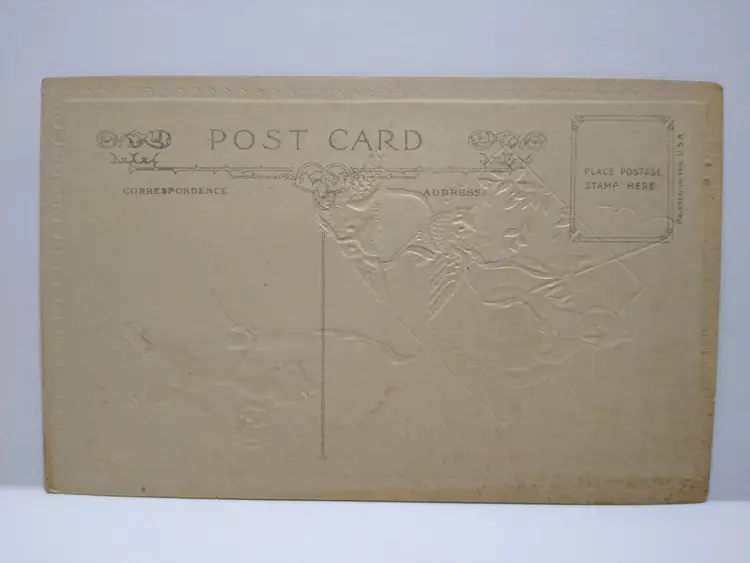 POST CARD
CORRESPONDENCE
ADDRESS
PLACE POSTAGE
STAMP HERE
PRINTED IN THE U.S.A.